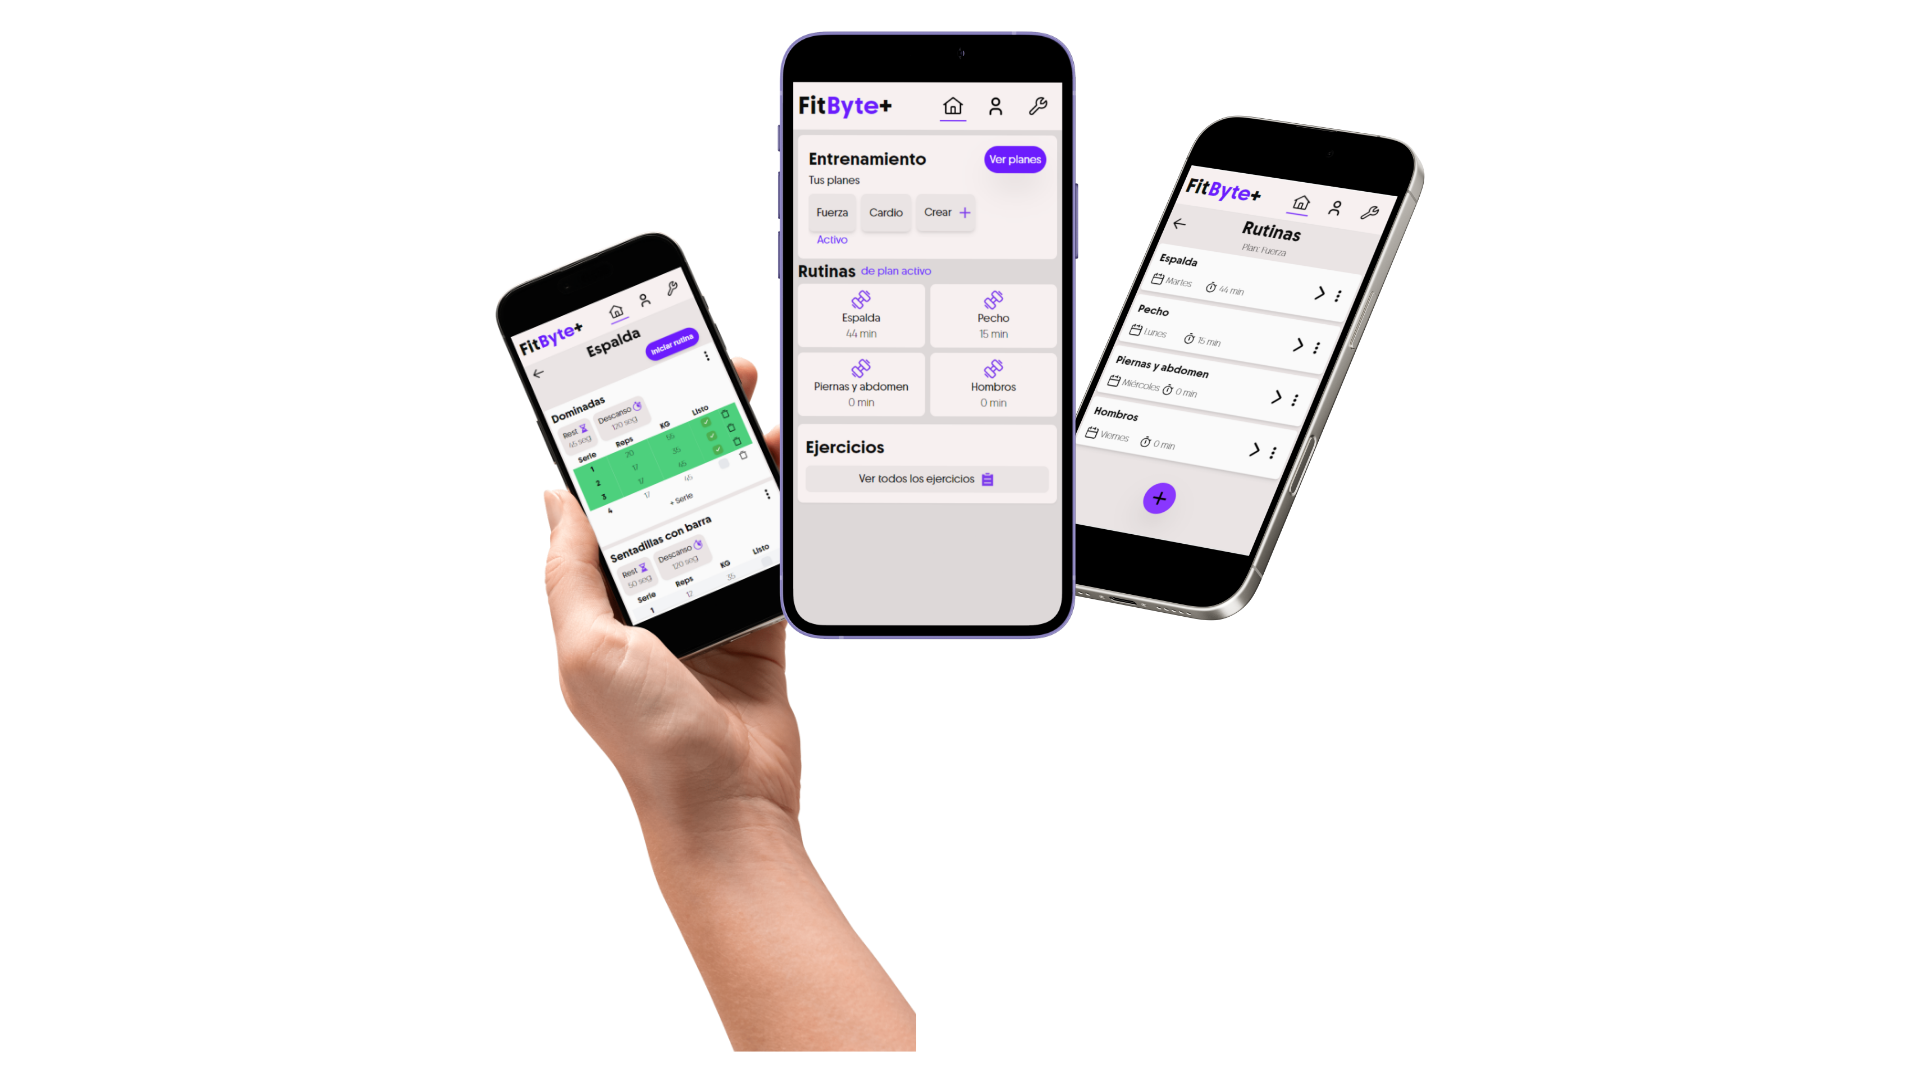 FitByte+
Espalda
Iniciar rutina
Dominadas
Rest
45 seg
Descanso
120 seg
Serie Reps KG Listo
1 20 55
2 17 35
3 17 45
4 17 45
+ Serie
Sentadillas con barra
Rest
50 seg
Descanso
120 seg
Serie Reps KG Listo
1 17 35
FitByte+
Entrenamiento
Ver planes
Tus planes
Fuerza Cardio Crear +
Activo
Rutinas de plan activo
Espalda
44 min
Pecho
15 min
Piernas y abdomen
0 min
Hombros
0 min
Ejercicios
Ver todos los ejercicios
FitByte+
Rutinas
Plan: Fuerza
Espalda
Martes 44 min
Pecho
Lunes 15 min
Piernas y abdomen
Miércoles 0 min
Hombros
Viernes 0 min
+